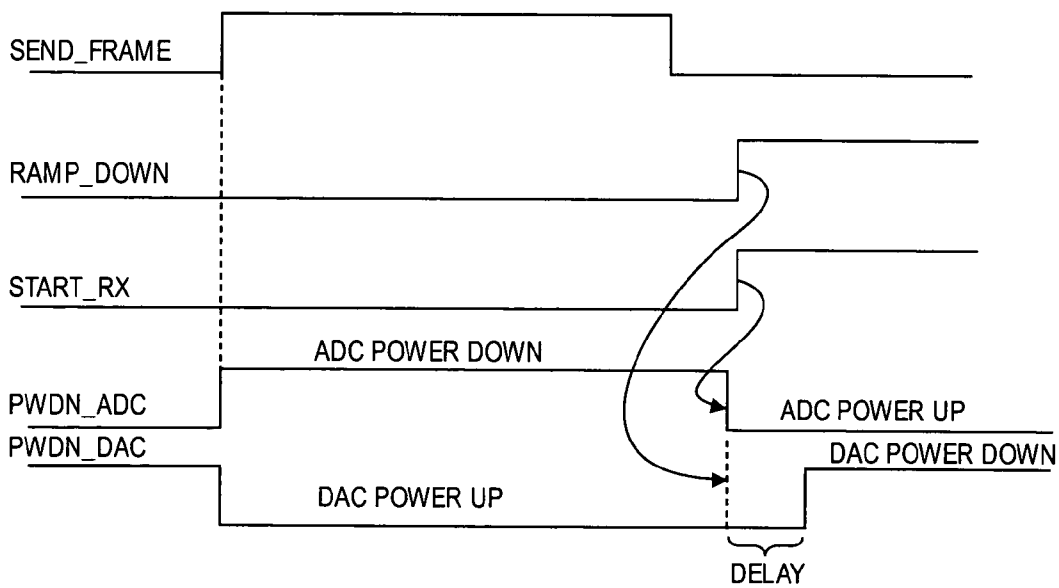 SEND_FRAME
RAMP_DOWN
START_RX
ADC POWER DOWN
PWDN_ADC
ADC POWER UP
PWDN_DAC
DAC POWER DOWN
DAC POWER UP
DELAY